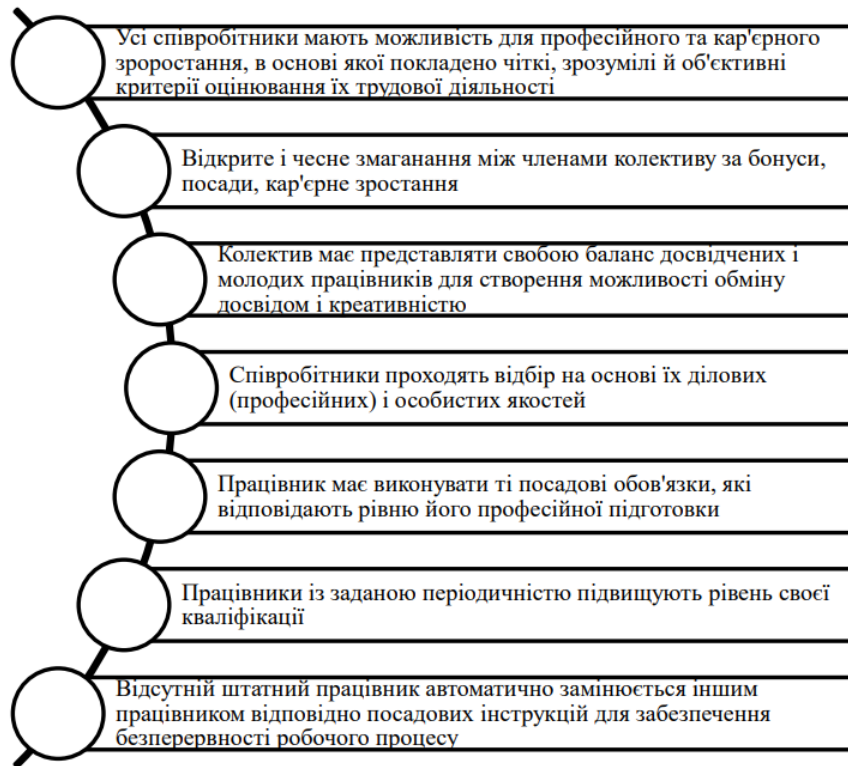 Усі співробітники мають можливість для професійного та кар'єрного
зроростання, в основі якої покладено чіткі, зрозумілі й об'єктивні
критерії оцінювання їх трудової діяльності
Відкрите і чесне змаганання між членами колективу за бонуси,
посади, кар'єрне зростання
Колектив має представляти свобою баланс досвідчених і
молодих працівників для створення можливості обміну
досвідом і креативністю
Співробітники проходять відбір на основі їх ділових
(професійних) і особистих якостей
Працівник має виконувати ті посадові обов'язки, які
відповідають рівню його професійної підготовки
Працівники із заданою періодичністю підвищують рівень своєї
кваліфікації
Відсутній штатний працівник автоматично замінюється іншим
працівником відповідно посадових інструкцій для забезпечення
безперервності робочого процесу